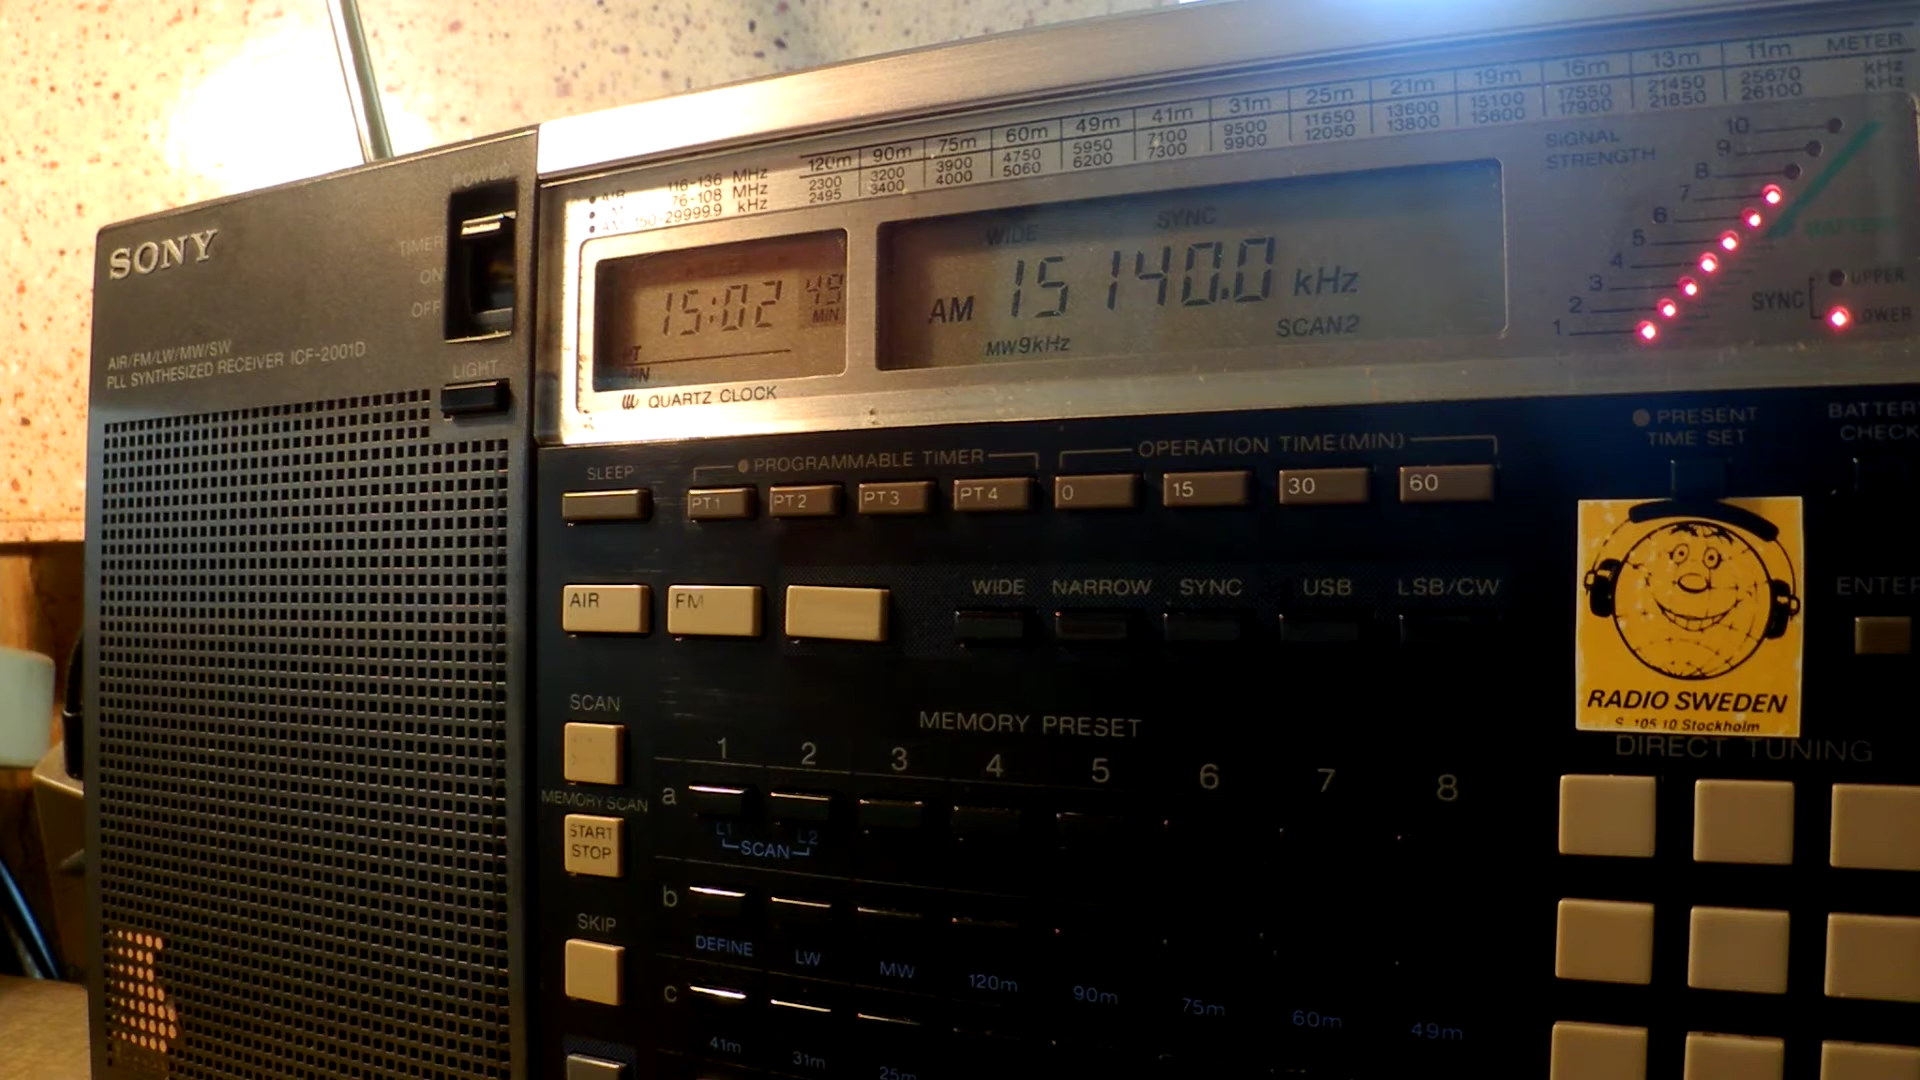 SONY
POWER
TIMER
ON
OFF
AIR/FM/LW/MW/SW
PLL SYNTHESIZED RECEIVER ICF-2001D
LIGHT
AIR 116-136 MHz
76-108 MHz
AM 150-29999.9 kHz
120m 90m 75m 60m 49m 41m 31m 25m 21m 19m 16m 13m 11m METER
2300 3200 3900 4750 5950 7100 9500 11650 13600 15100 17550 21450 25670 kHz
2495 3400 4000 5060 6200 7300 9900 12050 13800 15600 17900 21850 26100 kHz
15:02 49
MIN
QUARTZ CLOCK
WIDE SYNC
AM 15140.0 kHz
MW9kHz SCAN2
SIGNAL
STRENGTH
10
9
8
7
6
5
4
3
2
1
BATTERY
SYNC UPPER
LOWER
PRESENT
TIME SET
CHECK
SLEEP
PROGRAMMABLE TIMER
OPERATION TIME(MIN)
PT1 PT2 PT3 PT4 0 15 30 60
AIR FM
WIDE NARROW SYNC USB LSB/CW
RADIO SWEDEN
S-105 10 Stockholm
DIRECT TUNING
SCAN
MEMORY PRESET
1 2 3 4 5 6 7 8
MEMORY SCAN
a
START
STOP
L1 L2
SCAN
b
SKIP
DEFINE LW MW 120m 90m 75m 60m 49m
c
41m 31m 25m